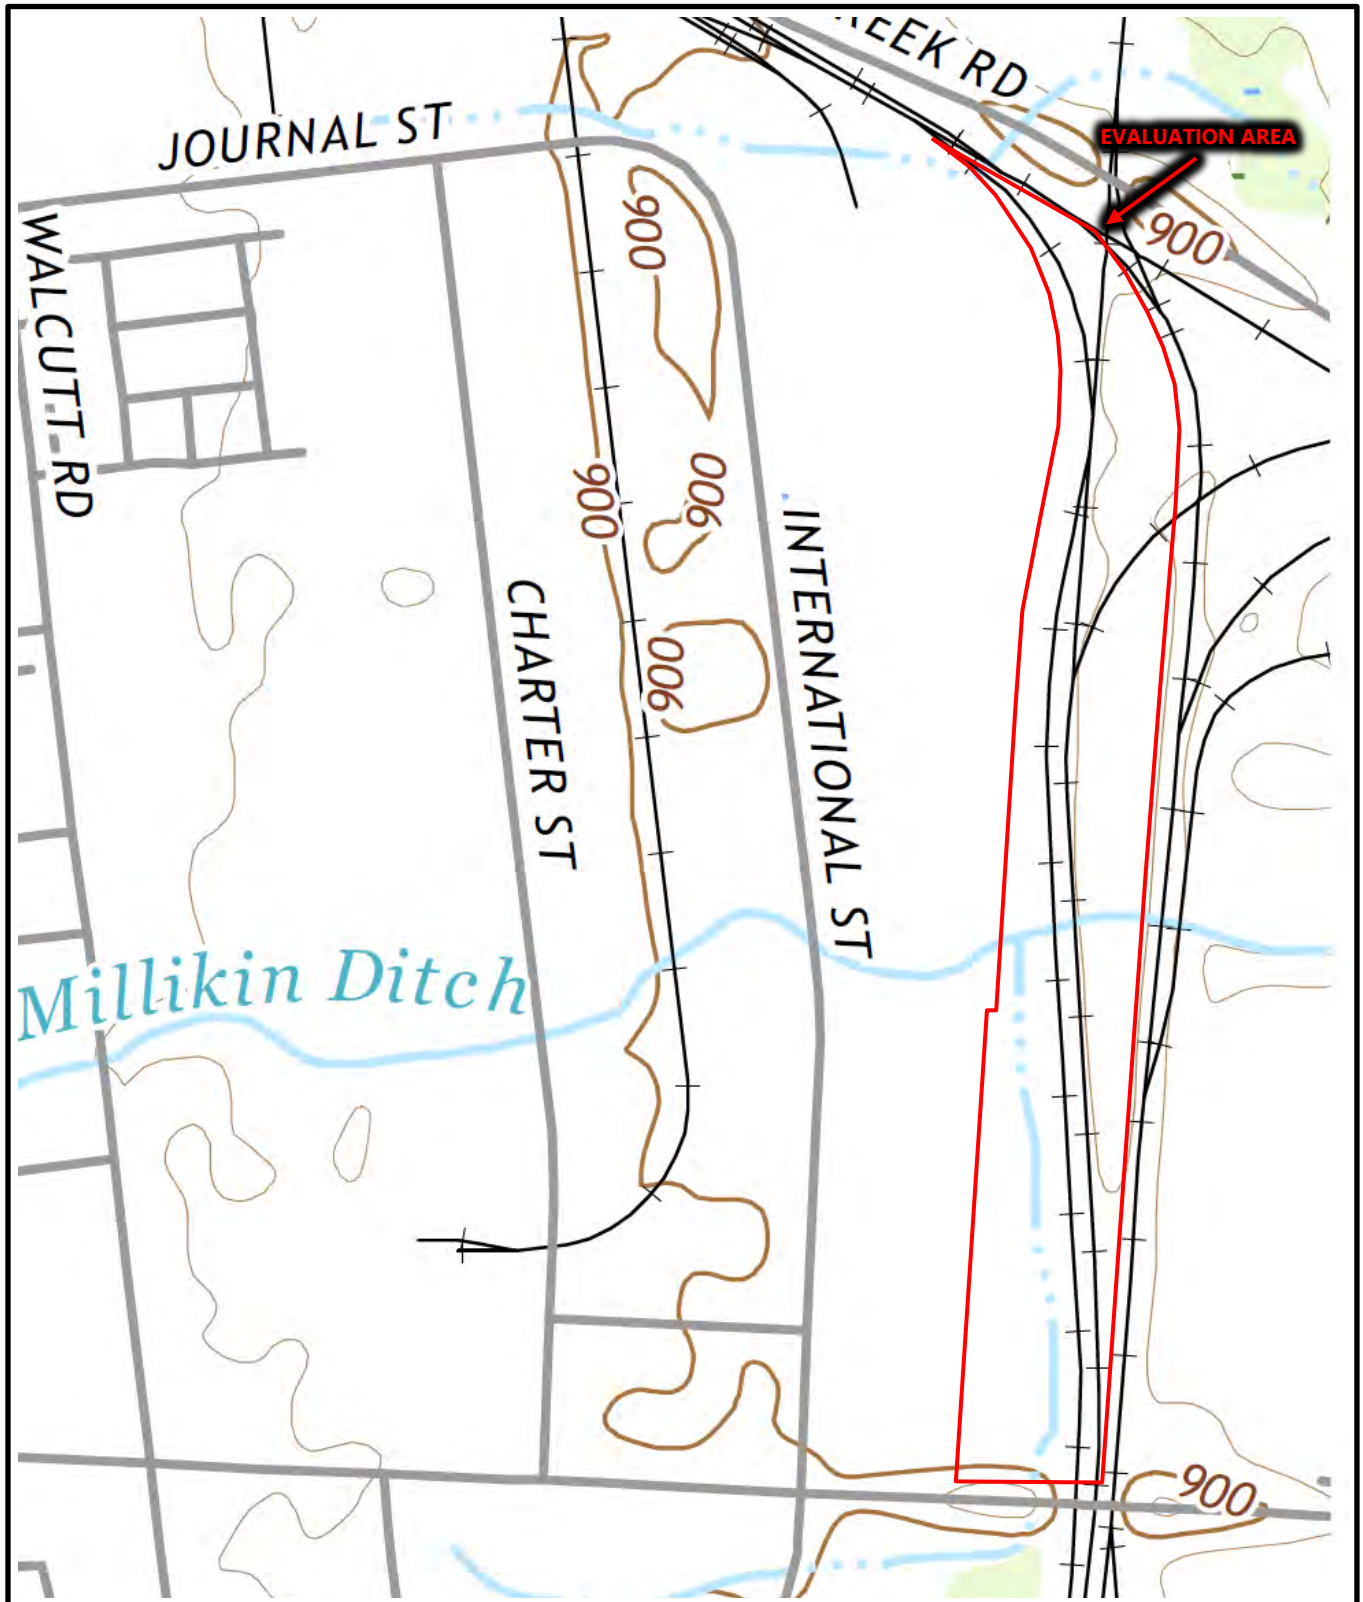 REEK RD
JOURNAL ST
EVALUATION AREA
WALCUTT RD
900
900
900
900
INTERNATIONAL ST
CHARTER ST
900
Millikin Ditch
900